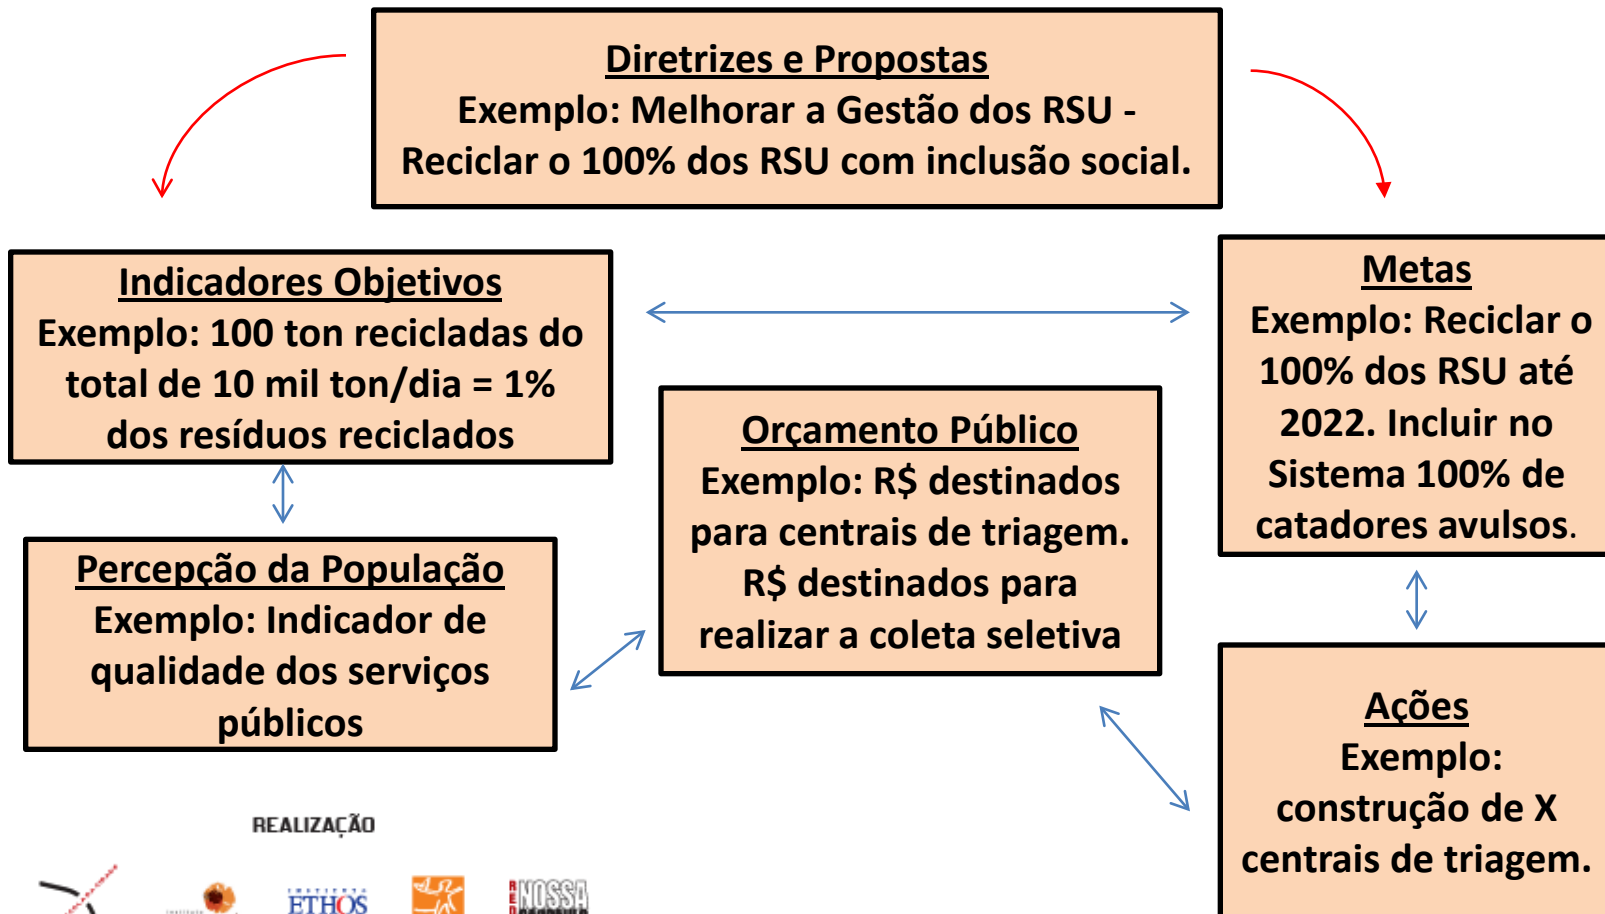 Diretrizes e Propostas
Exemplo: Melhorar a Gestão dos RSU -
Reciclar o 100% dos RSU com inclusão social.
Indicadores Objetivos
Exemplo: 100 ton recicladas do
total de 10 mil ton/dia = 1%
dos resíduos reciclados
Metas
Exemplo: Reciclar o
100% dos RSU até
2022. Incluir no
Sistema 100% de
catadores avulsos.
Orçamento Público
Exemplo: R$ destinados
para centrais de triagem.
R$ destinados para
realizar a coleta seletiva
Percepção da População
Exemplo: Indicador de
qualidade dos serviços
públicos
Ações
Exemplo:
construção de X
centrais de triagem.
REALIZAÇÃO
INSTITUTO
ETHOS
NOSSA